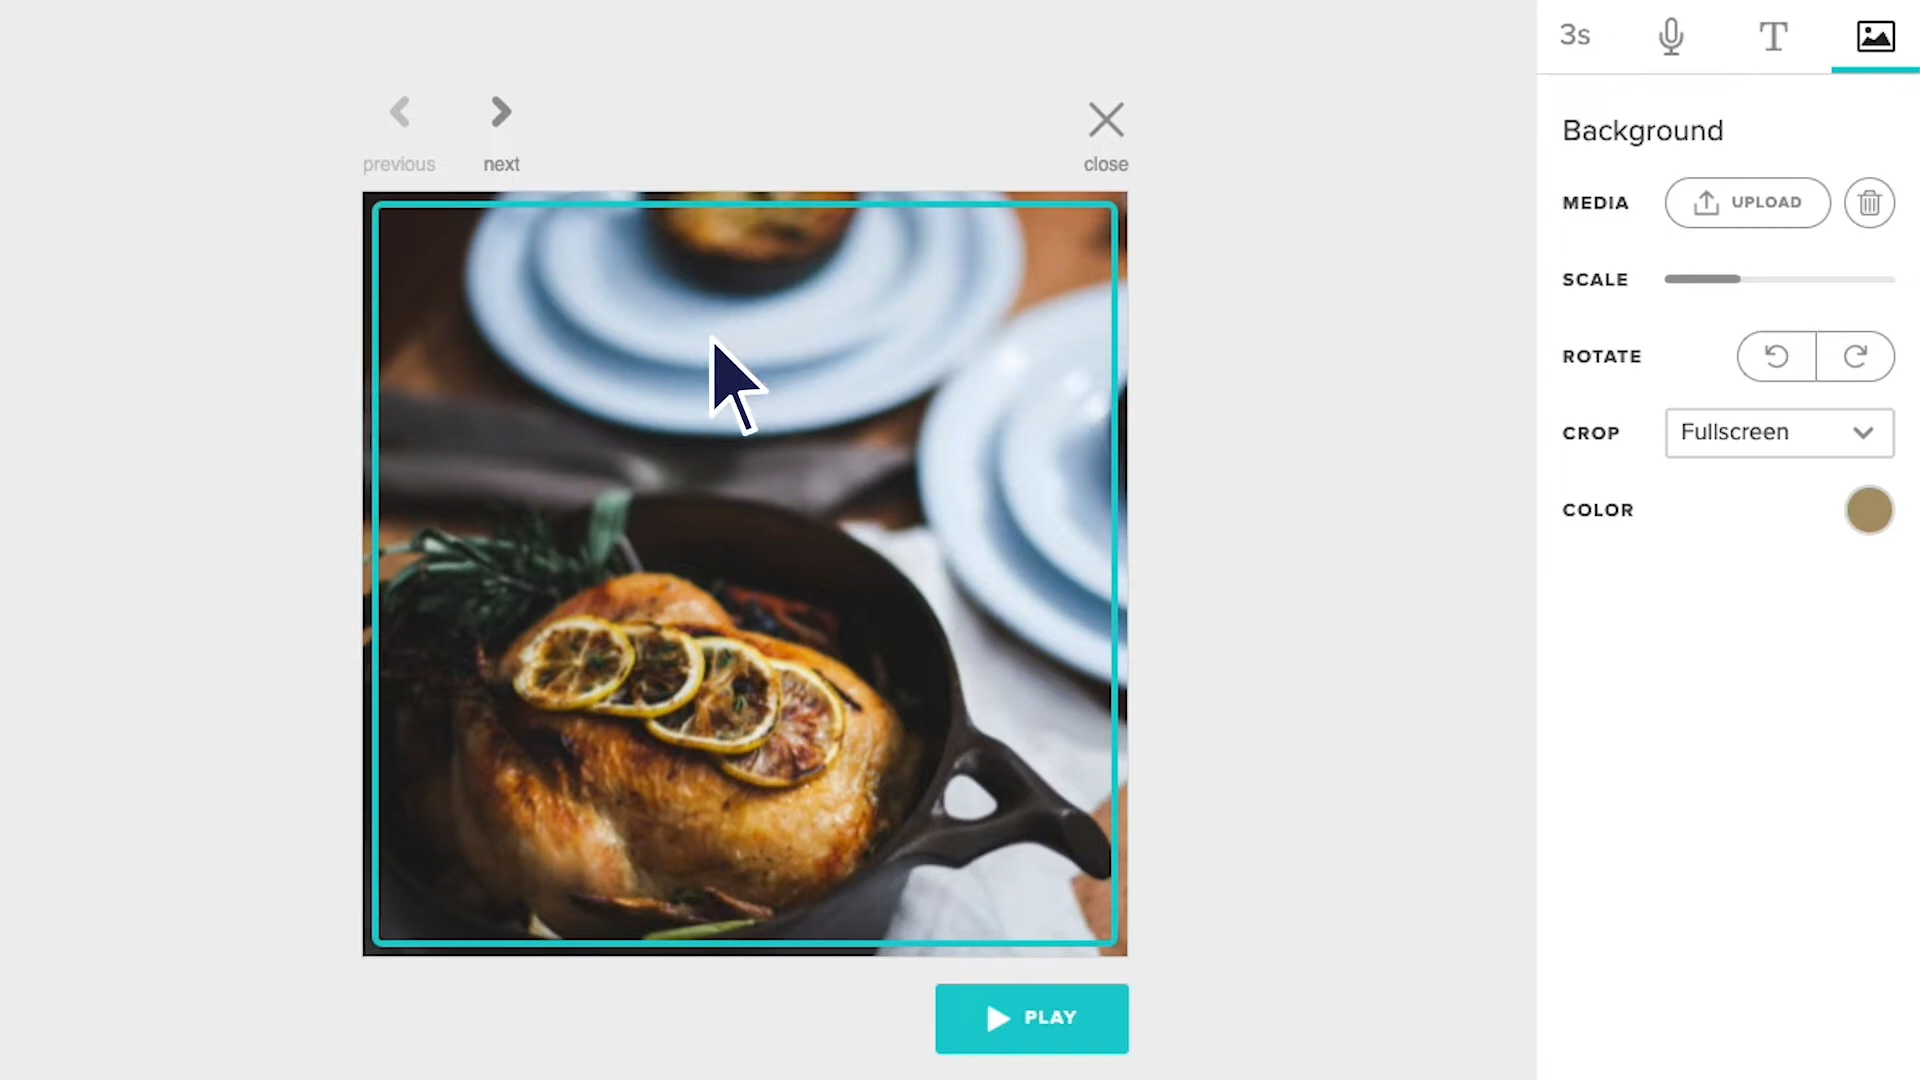 3s
T
previous
next
close
Background
MEDIA
UPLOAD
SCALE
ROTATE
CROP
Fullscreen
COLOR
PLAY